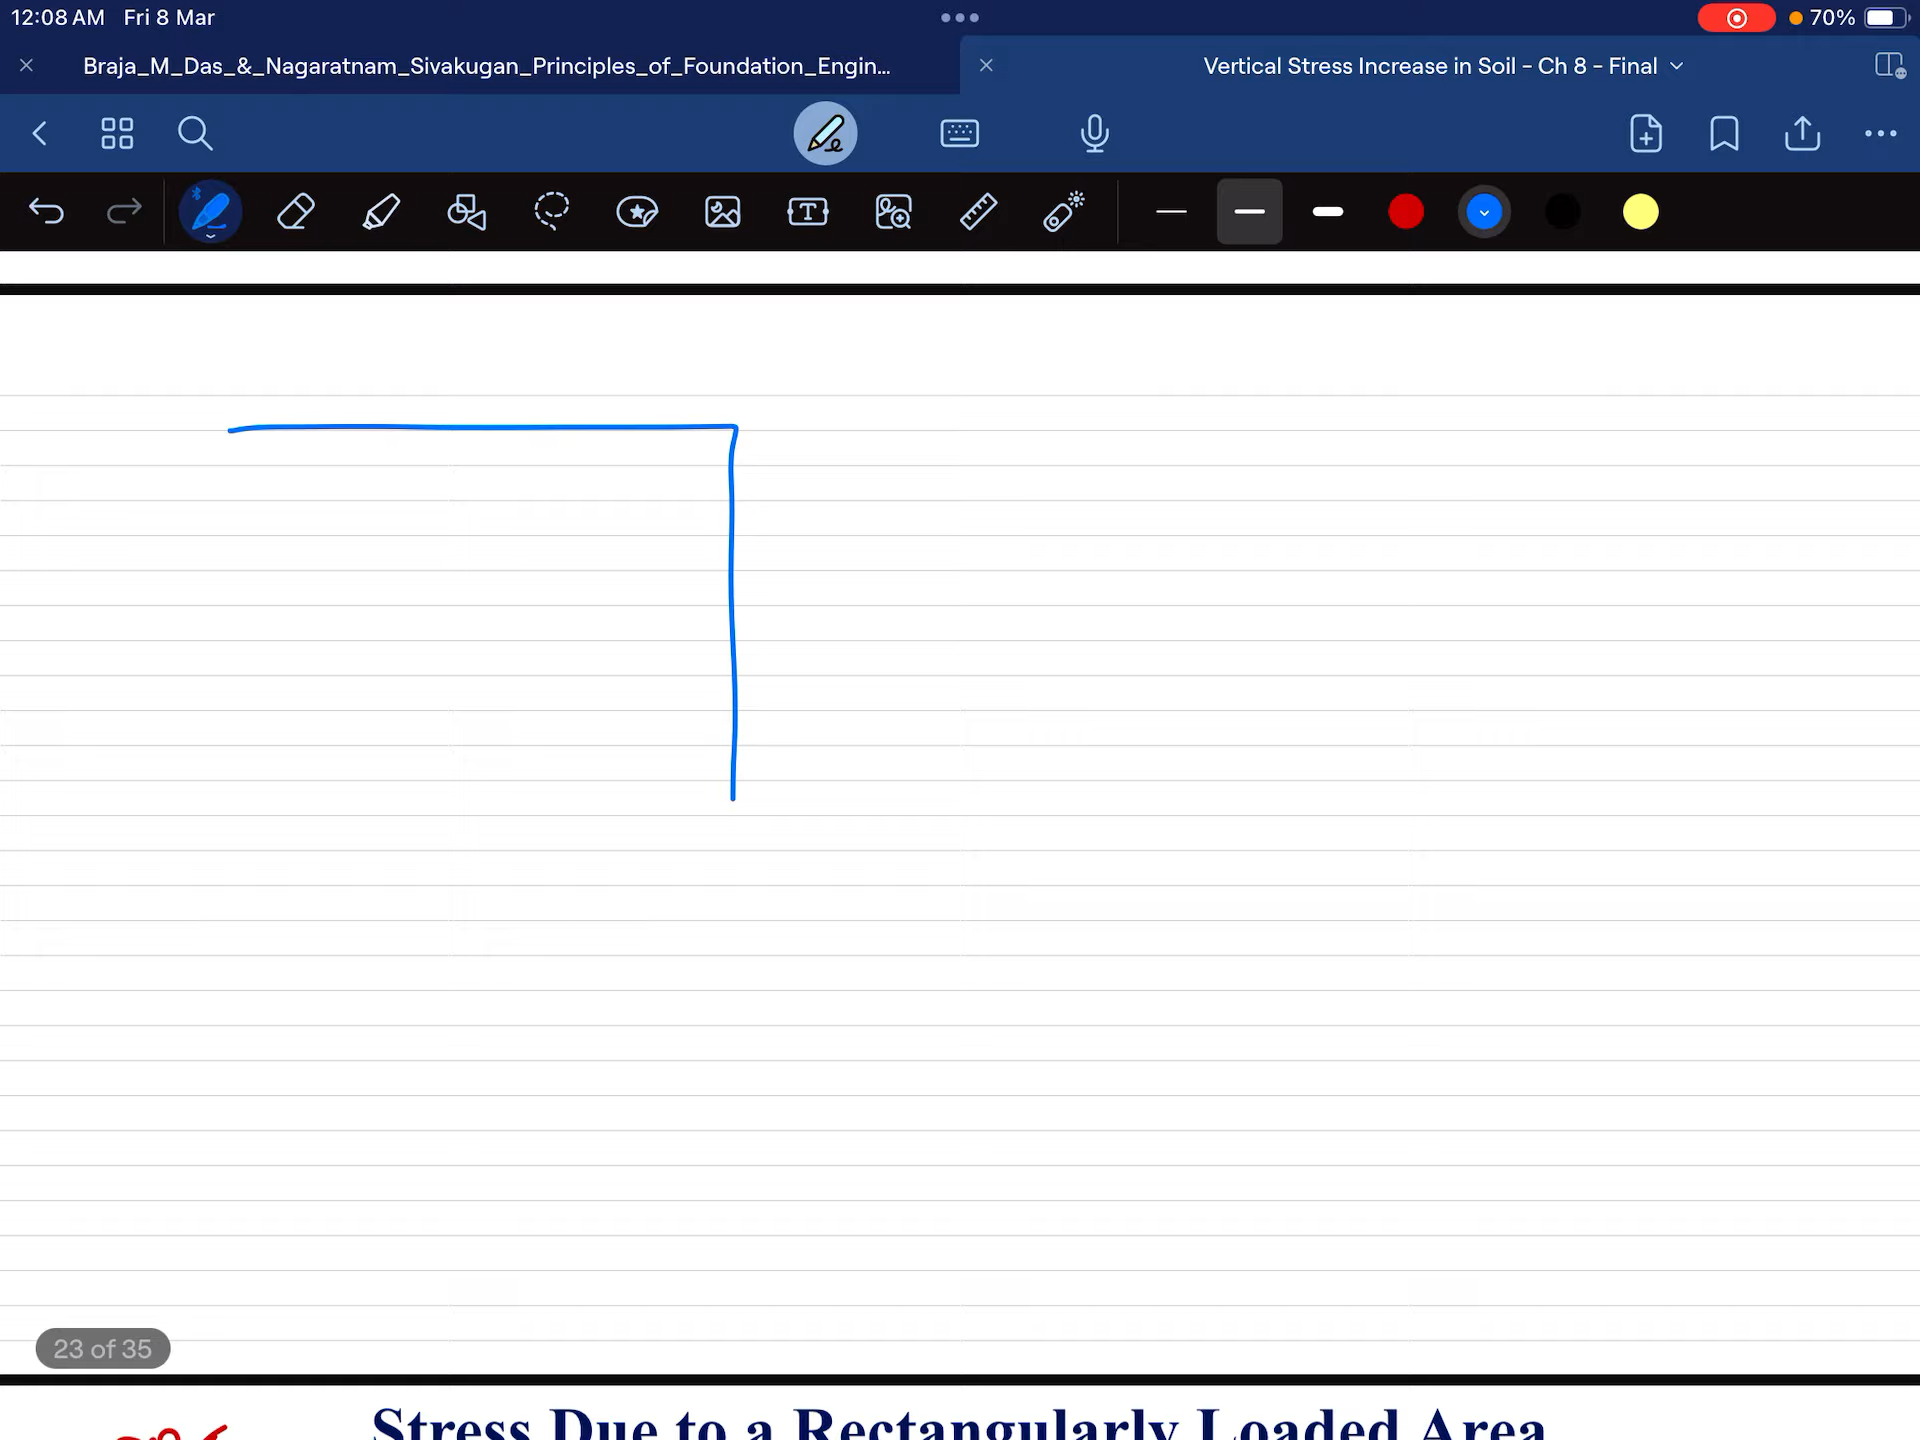 12:08 AM Fri 8 Mar
70%
Braja_M_Das_&_Nagaratnam_Sivakugan_Principles_of_Foundation_Engin...
Vertical Stress Increase in Soil - Ch 8 - Final
23 of 35
Stress Due to a Rectangularly Loaded Area